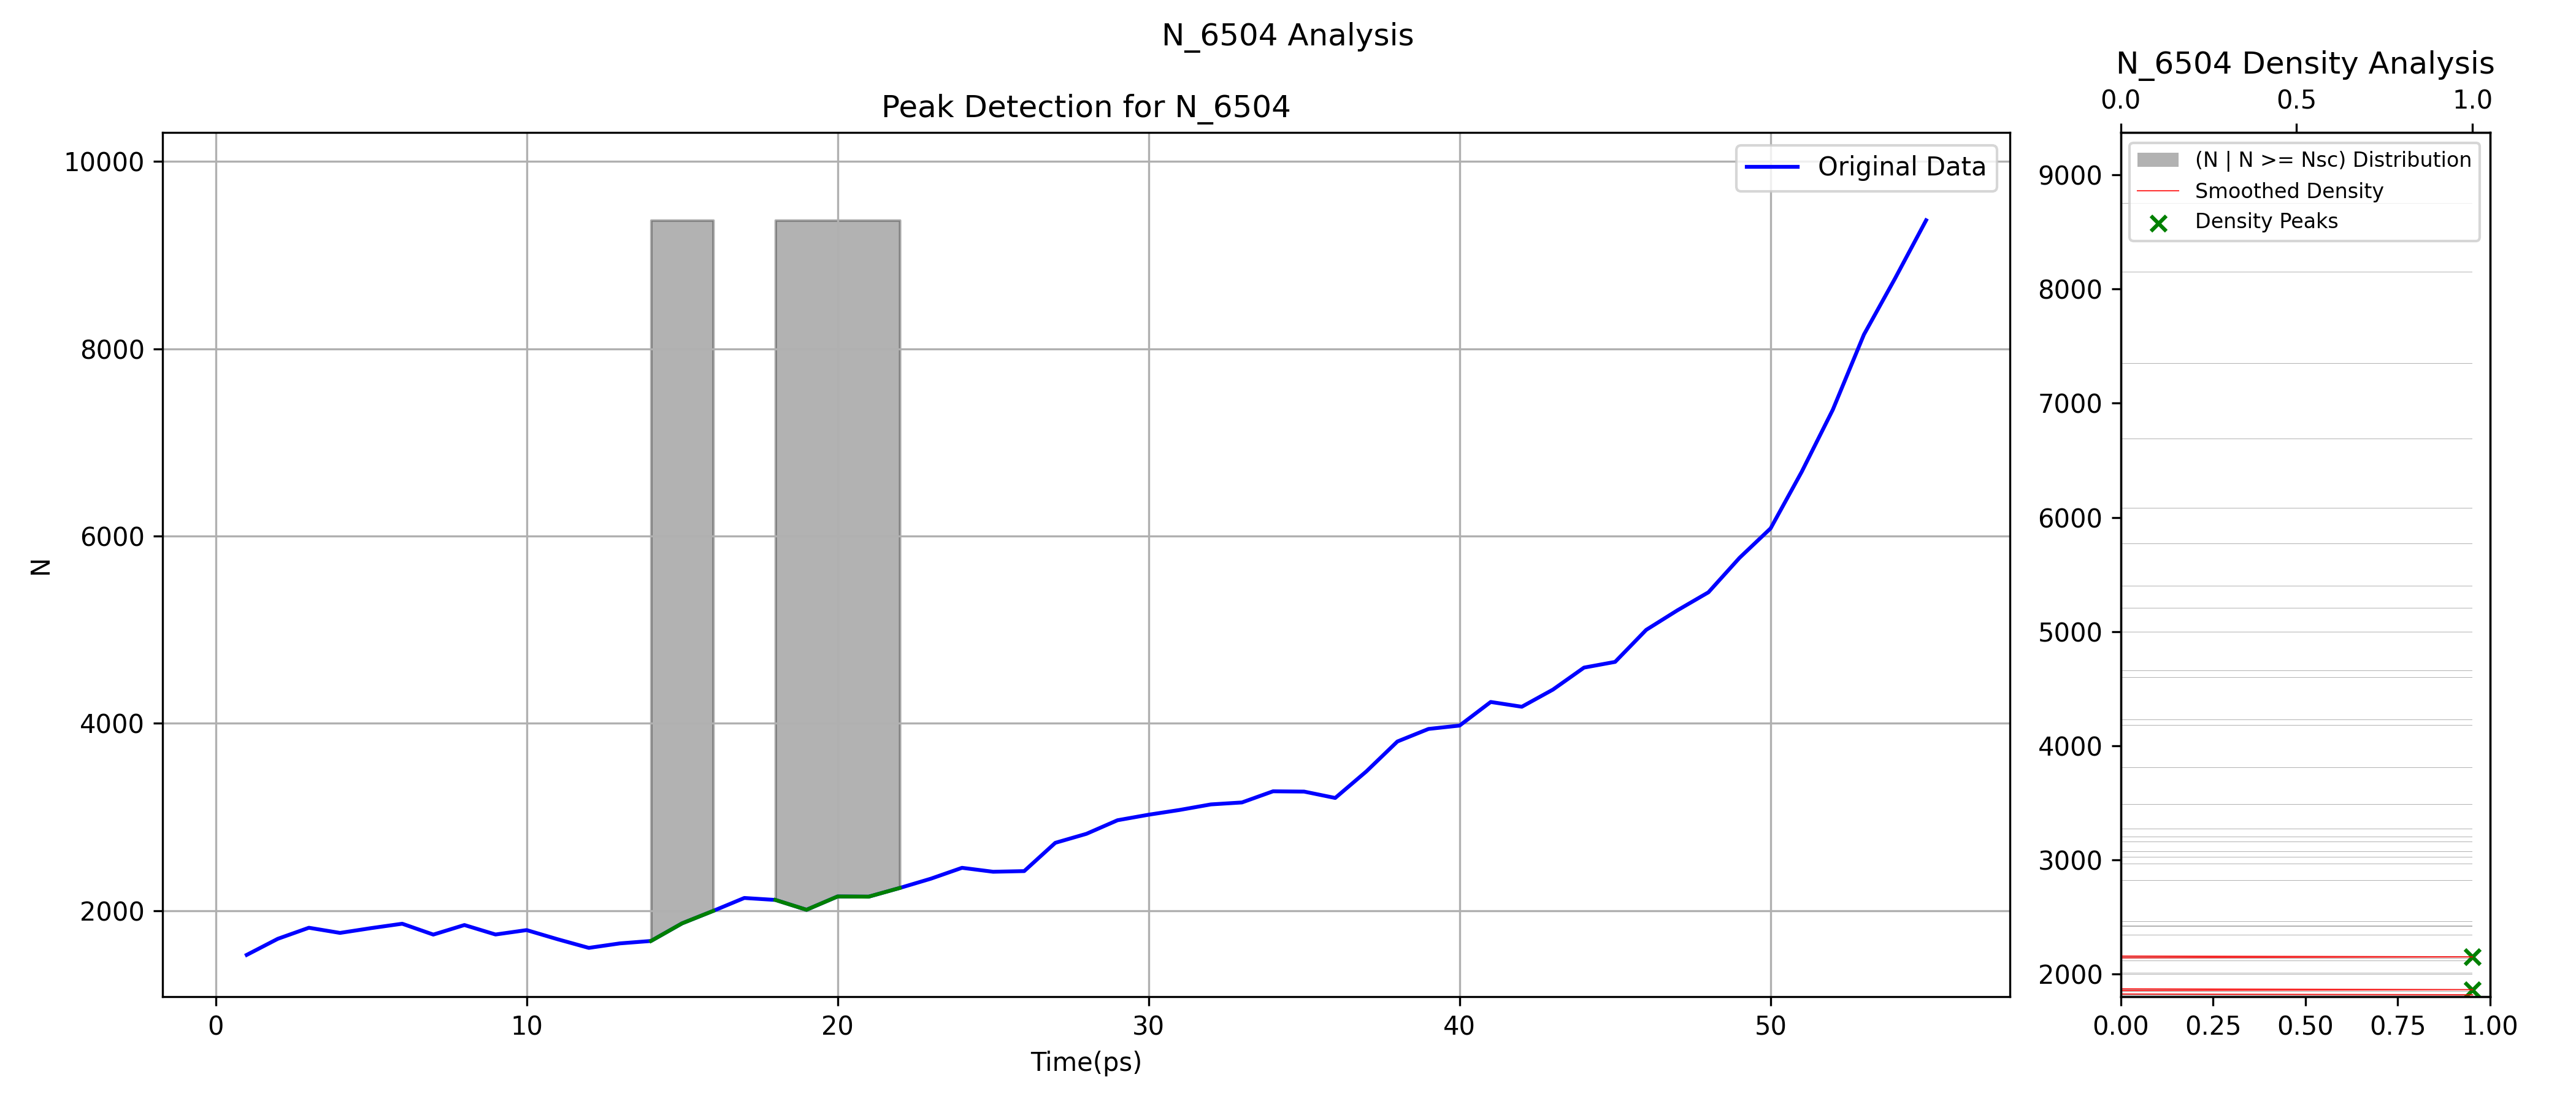 N_6504 Analysis
Peak Detection for N_6504
10000
8000
6000
4000
2000
N
0 10 20 30 40 50
Time(ps)
Original Data
N_6504 Density Analysis
0.0 0.5 1.0
(N | N >= Nsc) Distribution
Smoothed Density
Density Peaks
9000
8000
7000
6000
5000
4000
3000
2000
0.00 0.25 0.50 0.75 1.00